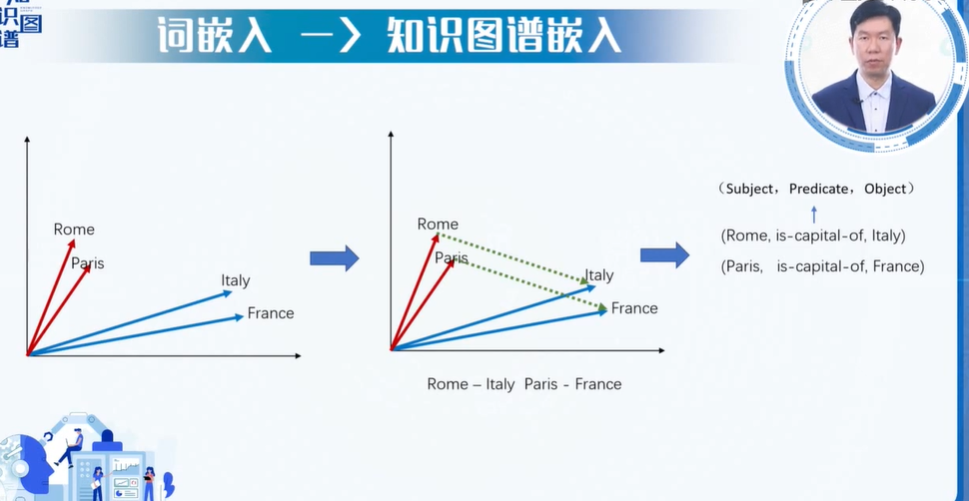 识图
谱
词嵌入 —> 知识图谱嵌入
Rome
Paris
Italy
France
Rome
Paris
Italy
France
Rome – Italy  Paris - France
（Subject，Predicate，Object）
(Rome, is-capital-of, Italy)
(Paris,  is-capital-of, France)